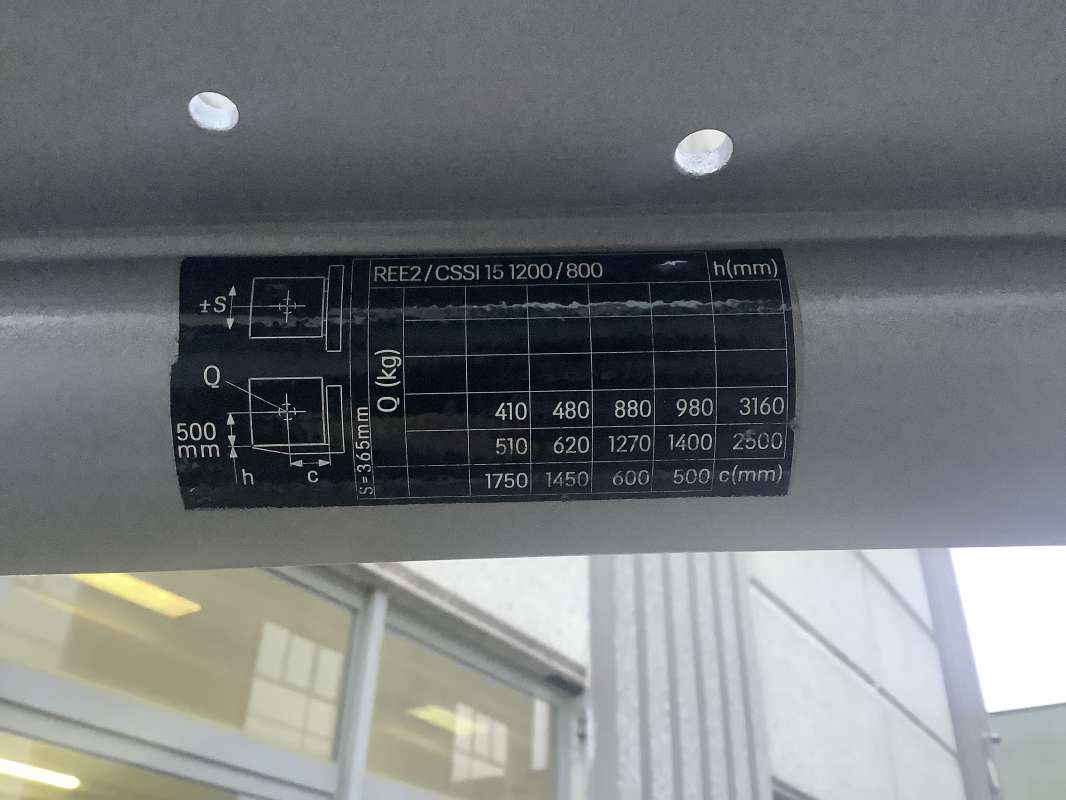 REE2/CSSI 15 1200/800 h(mm)
±S
Q
500
mm
h
c
S=365mm
Q (kg)
410 480 880 980 3160
510 620 1270 1400 2500
1750 1450 600 500 c(mm)